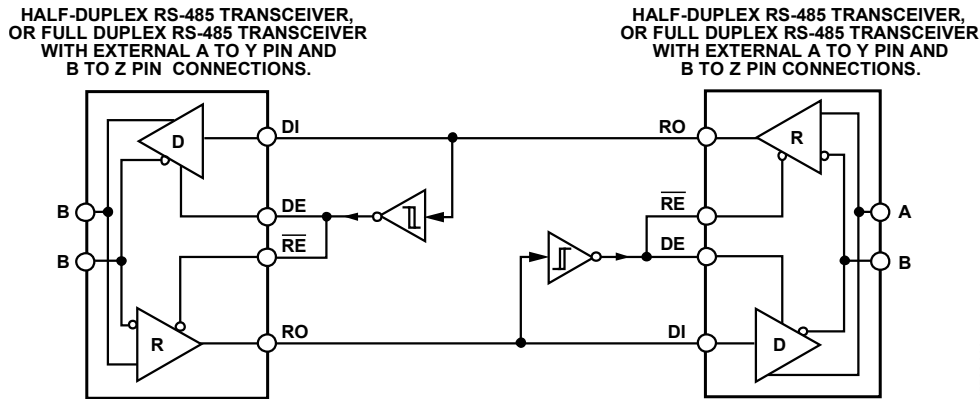 HALF-DUPLEX RS-485 TRANSCEIVER,
OR FULL DUPLEX RS-485 TRANSCEIVER
WITH EXTERNAL A TO Y PIN AND
B TO Z PIN CONNECTIONS.
HALF-DUPLEX RS-485 TRANSCEIVER,
OR FULL DUPLEX RS-485 TRANSCEIVER
WITH EXTERNAL A TO Y PIN AND
B TO Z PIN CONNECTIONS.
D
DI
RO
R
B
DE
RE
A
B
RE
DE
B
R
RO
DI
D